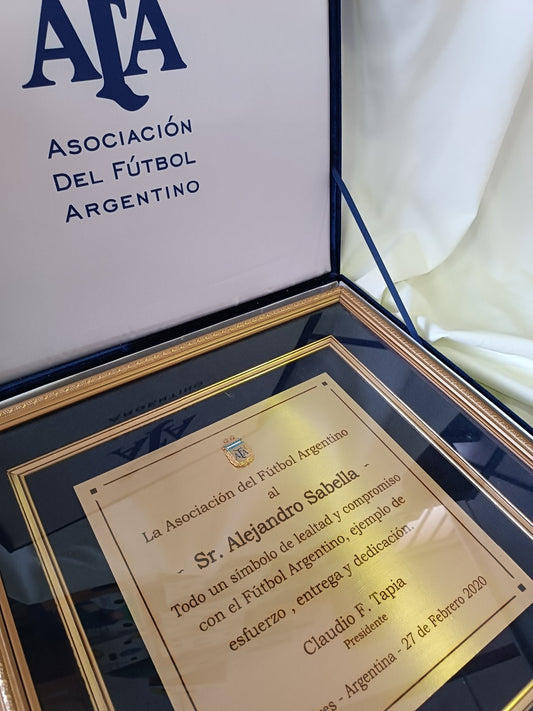 AFA
Asociación
Del Fútbol
Argentino
AFA
La Asociación del Fútbol Argentino
al
- Sr. Alejandro Sabella -
Todo un símbolo de lealtad y compromiso
con el Fútbol Argentino, ejemplo de
esfuerzo , entrega y dedicación.
Claudio F. Tapia
Presidente
- Argentina - 27 de Febrero 2020